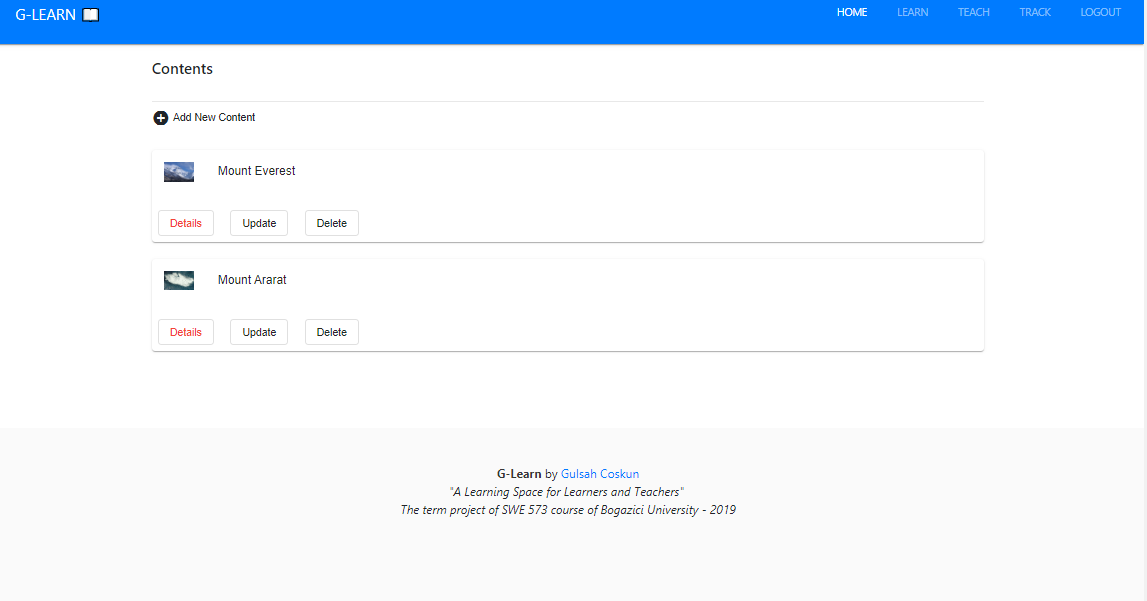 G-LEARN
HOME LEARN TEACH TRACK LOGOUT
Contents
Add New Content
Mount Everest
Details Update Delete
Mount Ararat
Details Update Delete
G-Learn by Gulsah Coskun
"A Learning Space for Learners and Teachers"
The term project of SWE 573 course of Bogazici University - 2019